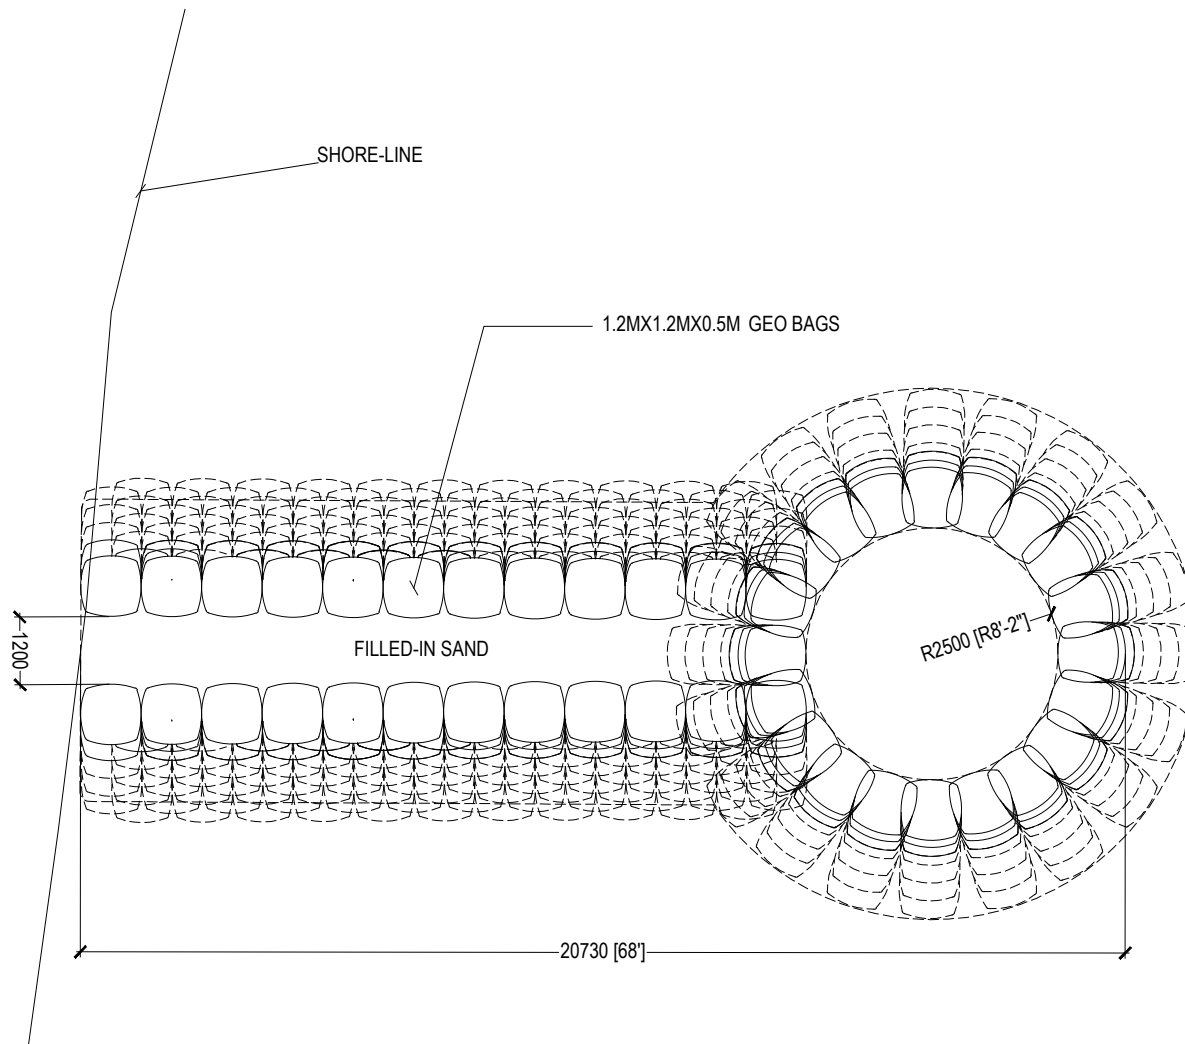 SHORE-LINE
1.2MX1.2MX0.5M GEO BAGS
1200
FILLED-IN SAND
R2500 [R8'-2"]
20730 [68']